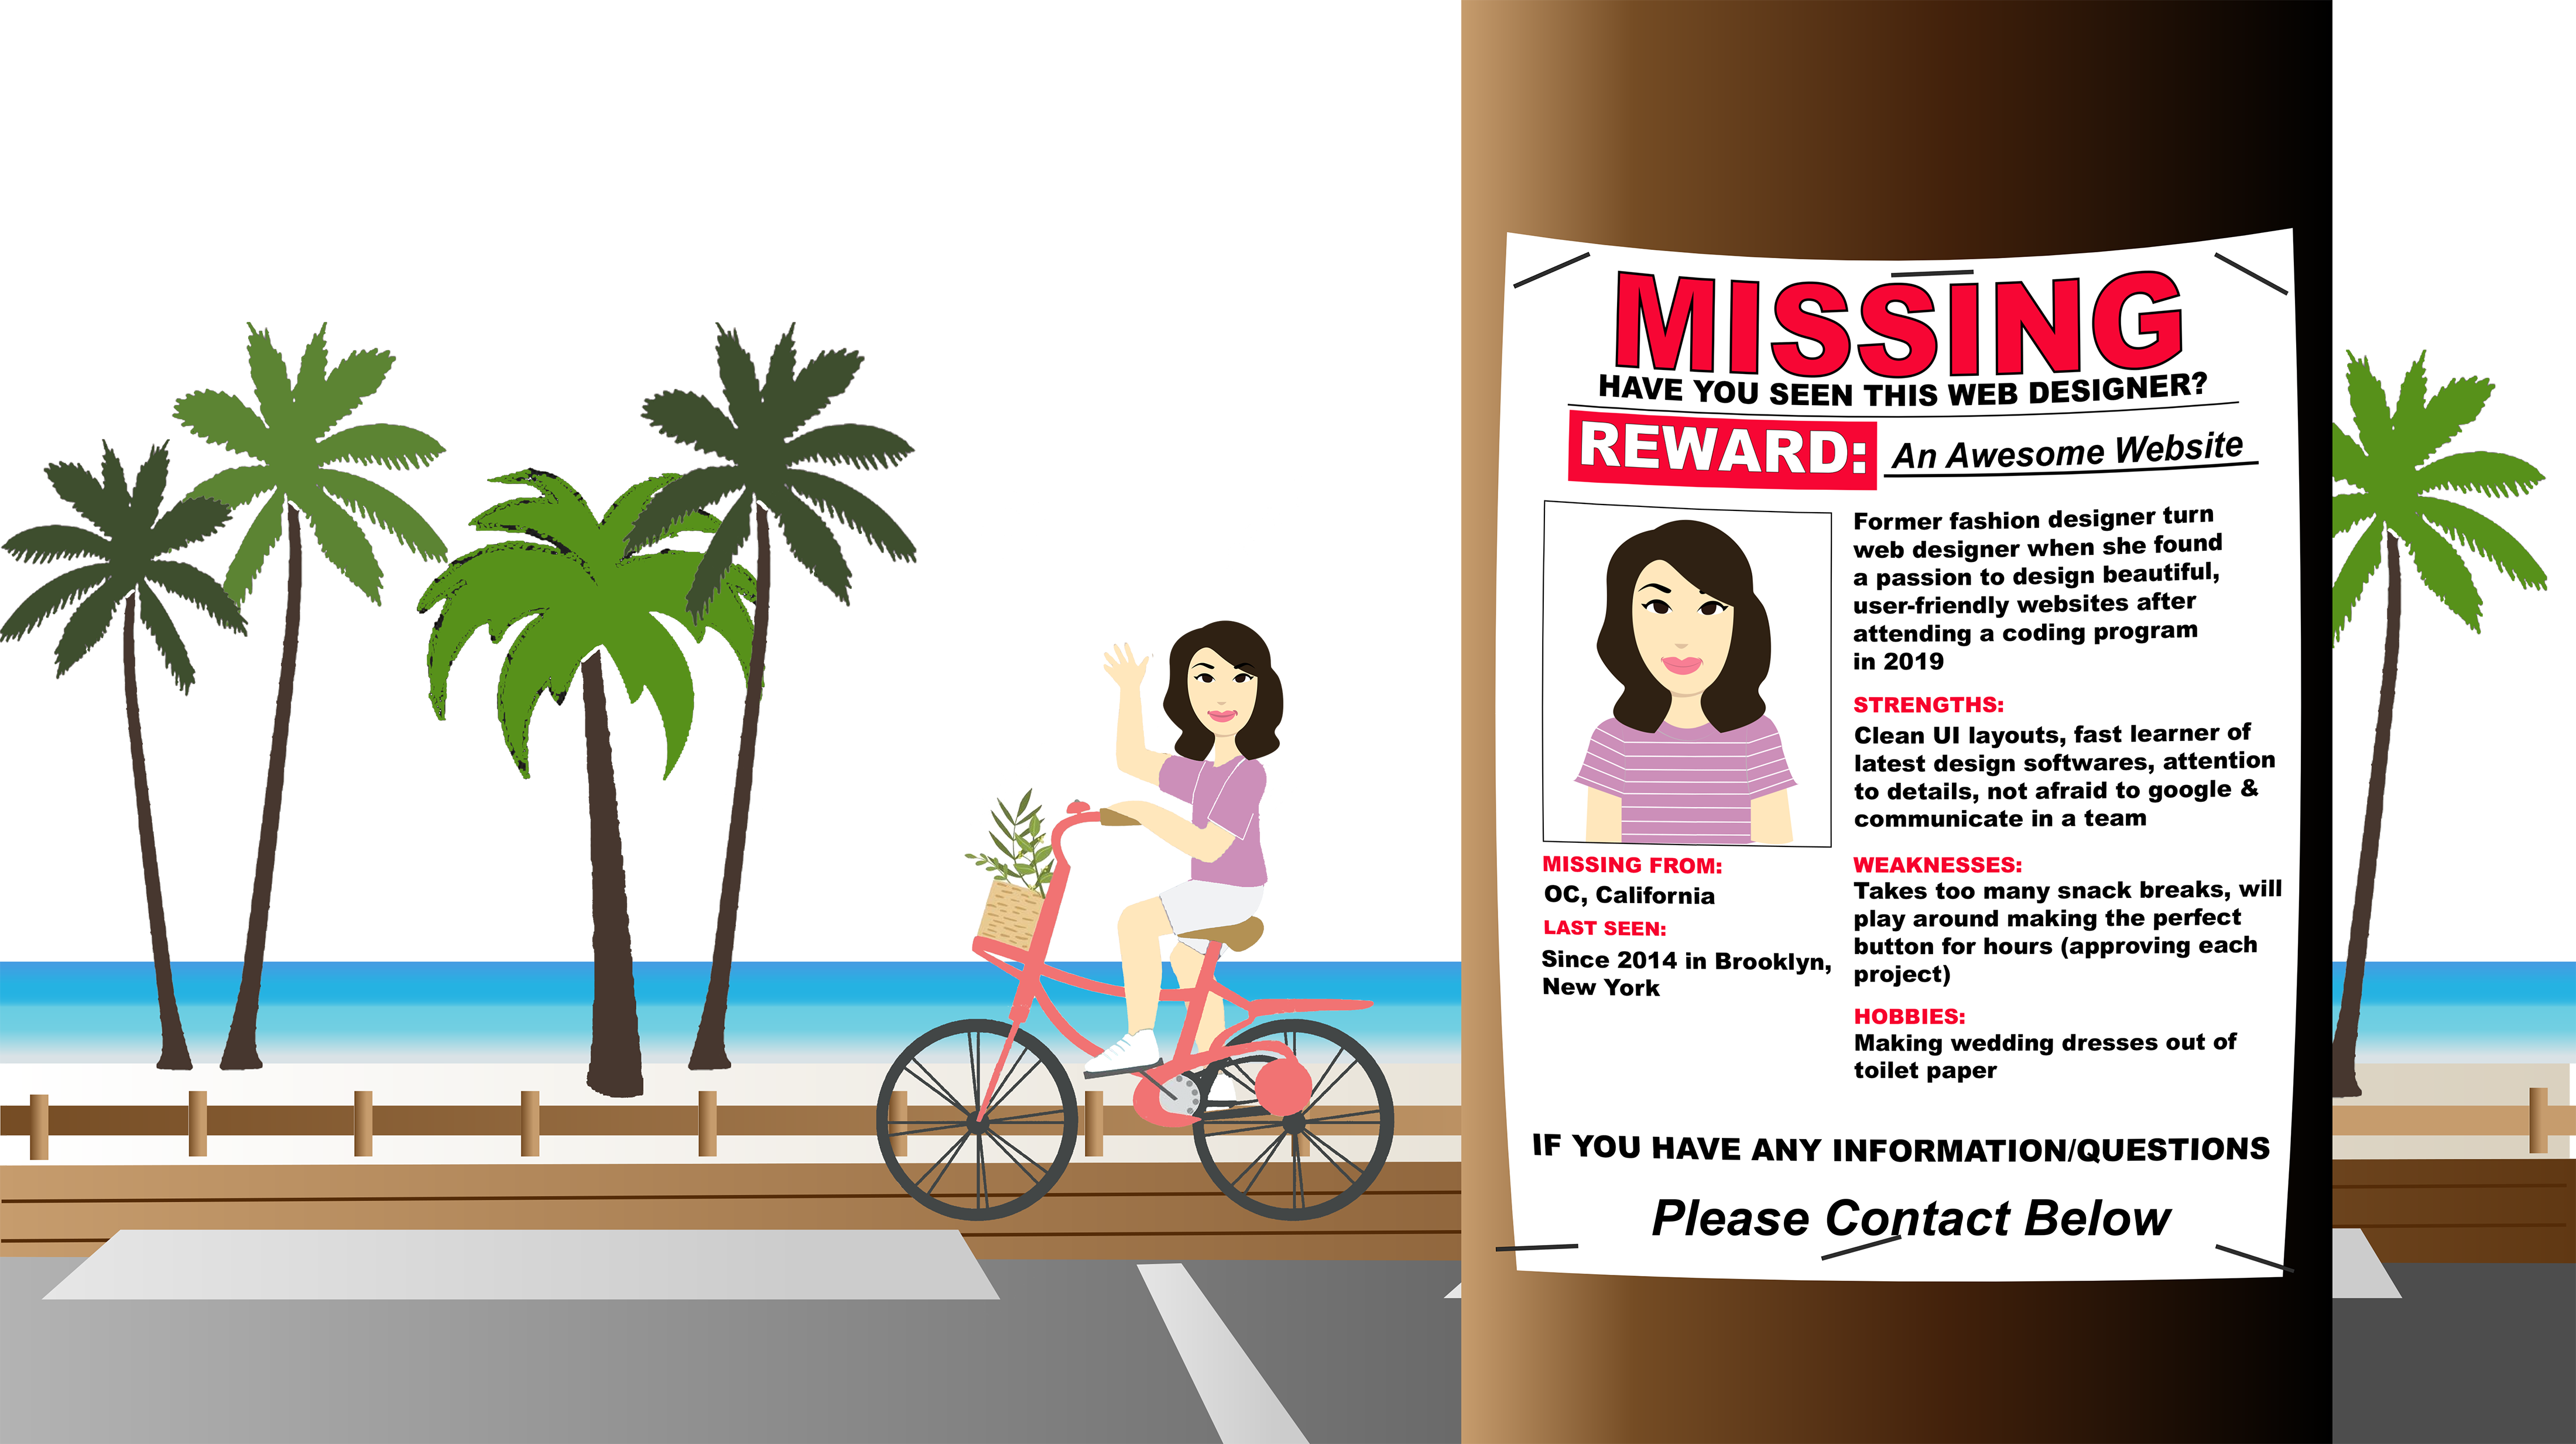 MISSING
HAVE YOU SEEN THIS WEB DESIGNER?
REWARD: An Awesome Website
Former fashion designer turn
web designer when she found
a passion to design beautiful,
user-friendly websites after
attending a coding program
in 2019
STRENGTHS:
Clean UI layouts, fast learner of
latest design softwares, attention
to details, not afraid to google &
communicate in a team
MISSING FROM:
OC, California
LAST SEEN:
Since 2014 in Brooklyn,
New York
WEAKNESSES:
Takes too many snack breaks, will
play around making the perfect
button for hours (approving each
project)
HOBBIES:
Making wedding dresses out of
toilet paper
IF YOU HAVE ANY INFORMATION/QUESTIONS
Please Contact Below